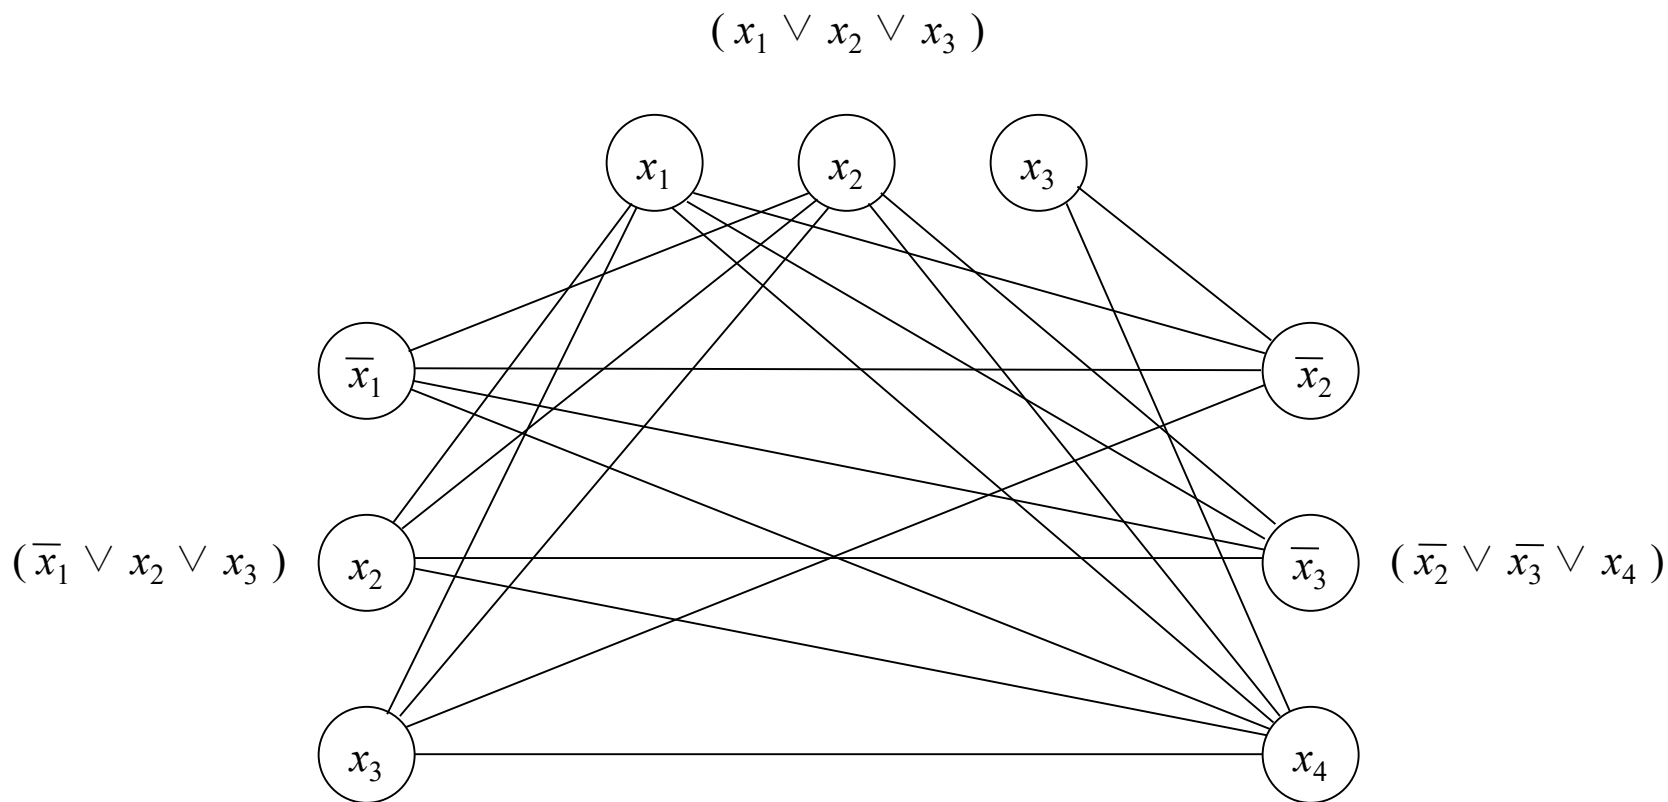 ( x₁ ∨ x₂ ∨ x₃ )
x₁ x₂ x₃
x̅₁ x̅₂
( x̅₁ ∨ x₂ ∨ x₃ ) x₂ x̅₃ ( x̅₂ ∨ x̅₃ ∨ x₄ )
x₃ x₄